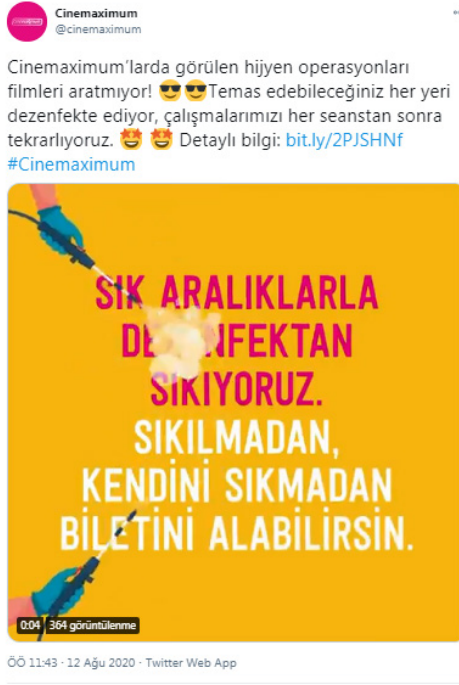 Cinemaximum
@cinemaximum
Cinemaximum'larda görülen hijyen operasyonları
filmleri aratmıyor! 😎😎Temas edebileceğiniz her yeri
dezenfekte ediyor, çalışmalarımızı her seanstan sonra
tekrarlıyoruz. 🤩 🤩 Detaylı bilgi: bit.ly/2PJSHNf
#Cinemaximum
SIK ARALIKLARLA
DEZENFEKTAN
SIKIYORUZ.
SIKILMADAN,
KENDİNİ SIKMADAN
BİLETİNİ ALABİLİRSİN.
0:04 364 görüntülenme
ÖÖ 11:43 · 12 Ağu 2020 · Twitter Web App